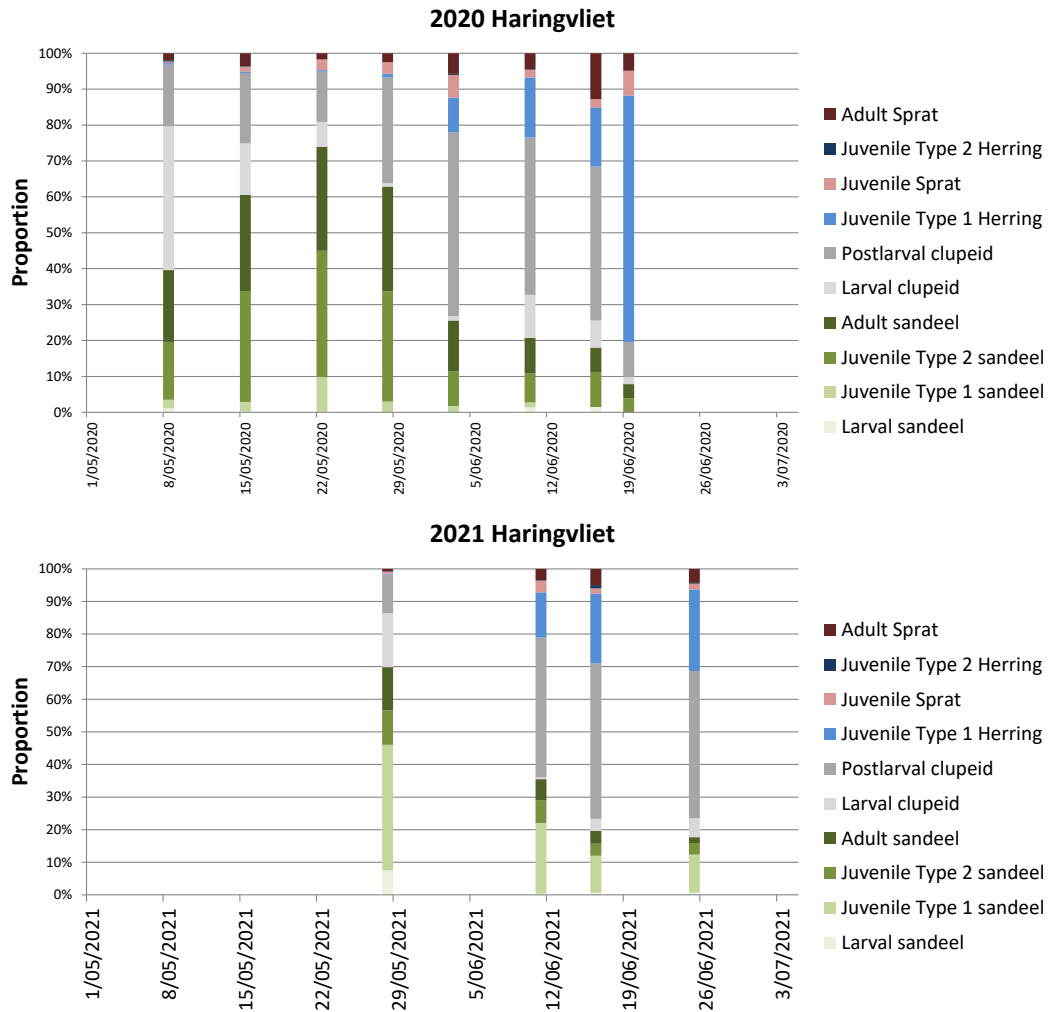 2020 Haringvliet
Proportion
100%
90%
80%
70%
60%
50%
40%
30%
20%
10%
0%
1/05/2020
8/05/2020
15/05/2020
22/05/2020
29/05/2020
5/06/2020
12/06/2020
19/06/2020
26/06/2020
3/07/2020
Adult Sprat
Juvenile Type 2 Herring
Juvenile Sprat
Juvenile Type 1 Herring
Postlarval clupeid
Larval clupeid
Adult sandeel
Juvenile Type 2 sandeel
Juvenile Type 1 sandeel
Larval sandeel
2021 Haringvliet
Proportion
100%
90%
80%
70%
60%
50%
40%
30%
20%
10%
0%
1/05/2021
8/05/2021
15/05/2021
22/05/2021
29/05/2021
5/06/2021
12/06/2021
19/06/2021
26/06/2021
3/07/2021
Adult Sprat
Juvenile Type 2 Herring
Juvenile Sprat
Juvenile Type 1 Herring
Postlarval clupeid
Larval clupeid
Adult sandeel
Juvenile Type 2 sandeel
Juvenile Type 1 sandeel
Larval sandeel